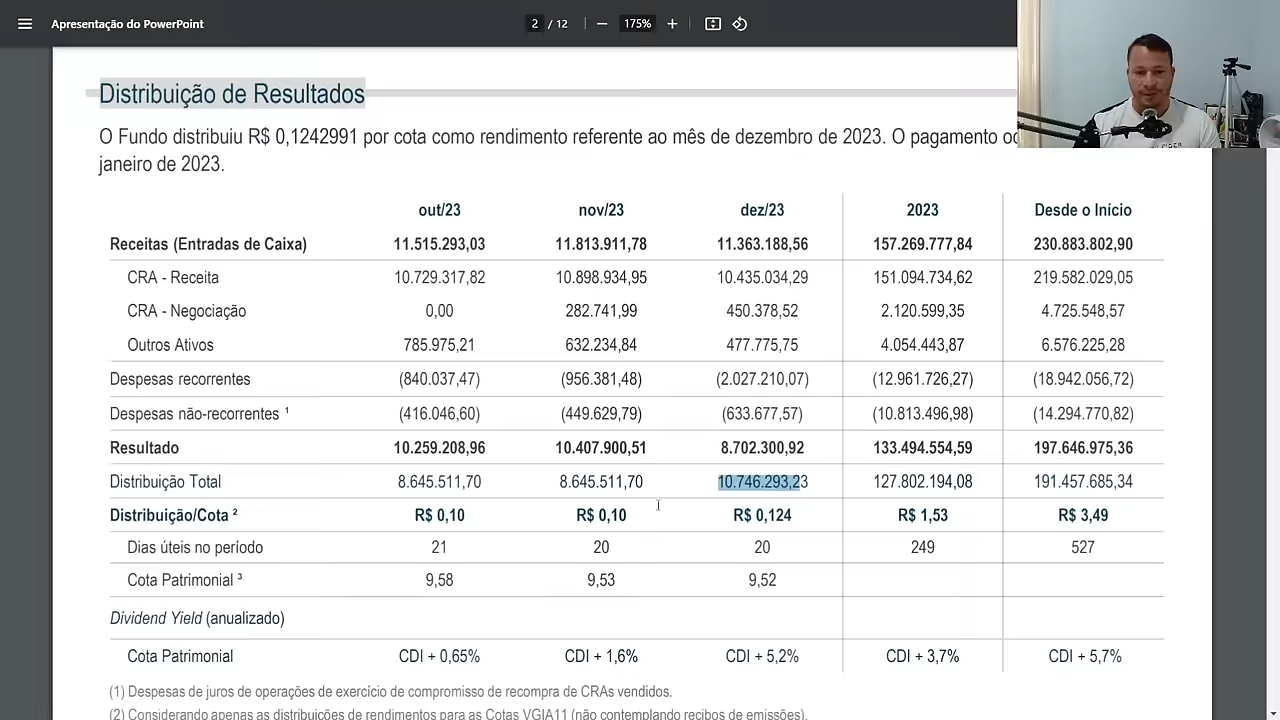 Apresentação do PowerPoint
2 / 12
175%
Distribuição de Resultados
O Fundo distribuiu R$ 0,1242991 por cota como rendimento referente ao mês de dezembro de 2023. O pagamento
janeiro de 2023.
out/23 nov/23 dez/23 2023 Desde o Início
Receitas (Entradas de Caixa) 11.515.293,03 11.813.911,78 11.363.188,56 157.269.777,84 230.883.802,90
CRA - Receita 10.729.317,82 10.898.934,95 10.435.034,29 151.094.734,62 219.582.029,05
CRA - Negociação 0,00 282.741,99 450.378,52 2.120.599,35 4.725.548,57
Outros Ativos 785.975,21 632.234,84 477.775,75 4.054.443,87 6.576.225,28
Despesas recorrentes (840.037,47) (956.381,48) (2.027.210,07) (12.961.726,27) (18.942.056,72)
Despesas não-recorrentes ¹ (416.046,60) (449.629,79) (633.677,57) (10.813.496,98) (14.294.770,82)
Resultado 10.259.208,96 10.407.900,51 8.702.300,92 133.494.554,59 197.646.975,36
Distribuição Total 8.645.511,70 8.645.511,70 10.746.293,23 127.802.194,08 191.457.685,34
Distribuição/Cota ² R$ 0,10 R$ 0,10 R$ 0,124 R$ 1,53 R$ 3,49
Dias úteis no período 21 20 20 249 527
Cota Patrimonial ³ 9,58 9,53 9,52
Dividend Yield (anualizado)
Cota Patrimonial CDI + 0,65% CDI + 1,6% CDI + 5,2% CDI + 3,7% CDI + 5,7%
(1) Despesas de juros de operações de exercício de compromisso de recompra de CRAs vendidos.
(2) Considerando apenas as distribuições de rendimentos para as Cotas VGIA11 (não contemplando recibos de emissões).